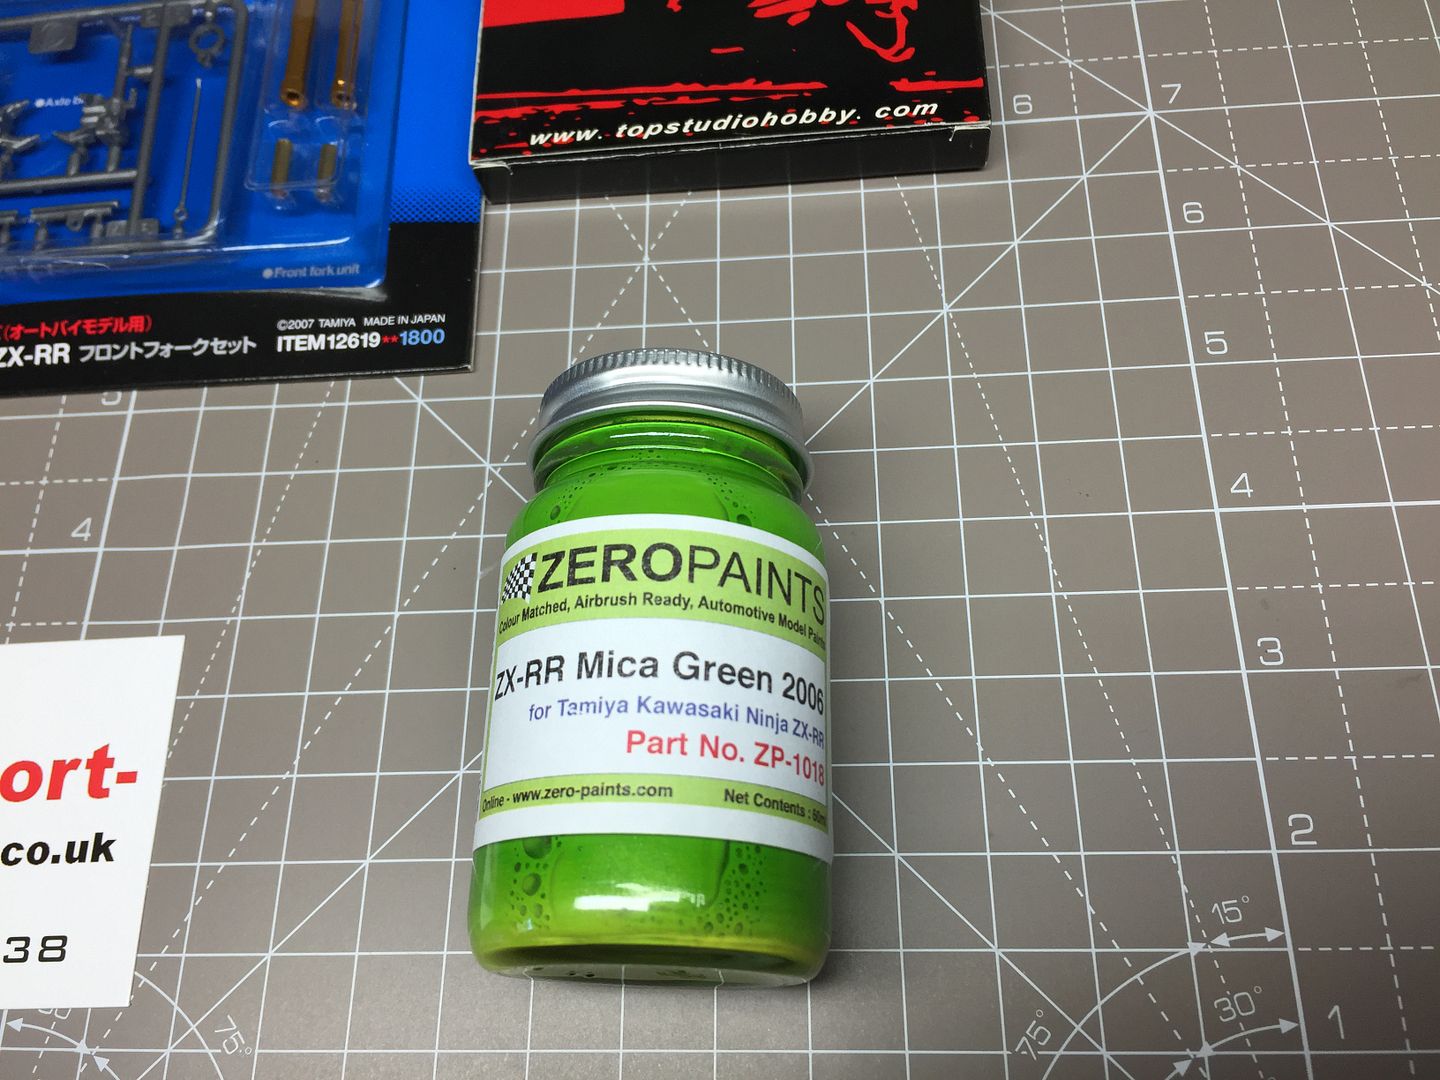 Axle
www. topstudiohobby. com
Front fork unit
(オートバイモデル用)
ZX-RR フロントフォークセット
©2007 TAMIYA MADE IN JAPAN
ITEM12619**1800
ZEROPAINTS
Colour Matched, Airbrush Ready, Automotive Model Paints
ZX-RR Mica Green 2006
for Tamiya Kawasaki Ninja ZX-RR
Part No. ZP-1018
Online - www.zero-paints.com
Net Contents : 60ml
ort-
co.uk
38
6
7
6
5
4
3
2
1
4
15°
30°
75°
75°